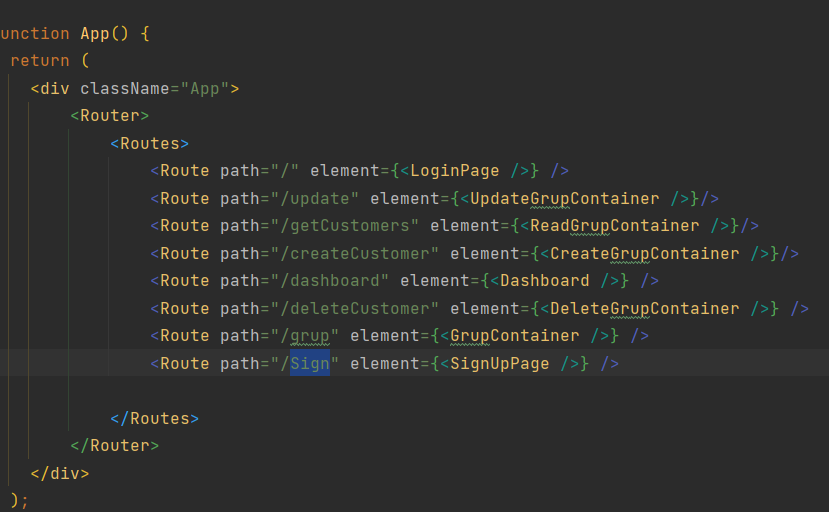 unction App() {
return (
<div className="App">
<Router>
<Routes>
<Route path="/" element={<LoginPage />} />
<Route path="/update" element={<UpdateGrupContainer />}/>
<Route path="/getCustomers" element={<ReadGrupContainer />}/>
<Route path="/createCustomer" element={<CreateGrupContainer />}/>
<Route path="/dashboard" element={<Dashboard />} />
<Route path="/deleteCustomer" element={<DeleteGrupContainer />} />
<Route path="/grup" element={<GrupContainer />} />
<Route path="/Sign" element={<SignUpPage />} />
</Routes>
</Router>
</div>
);